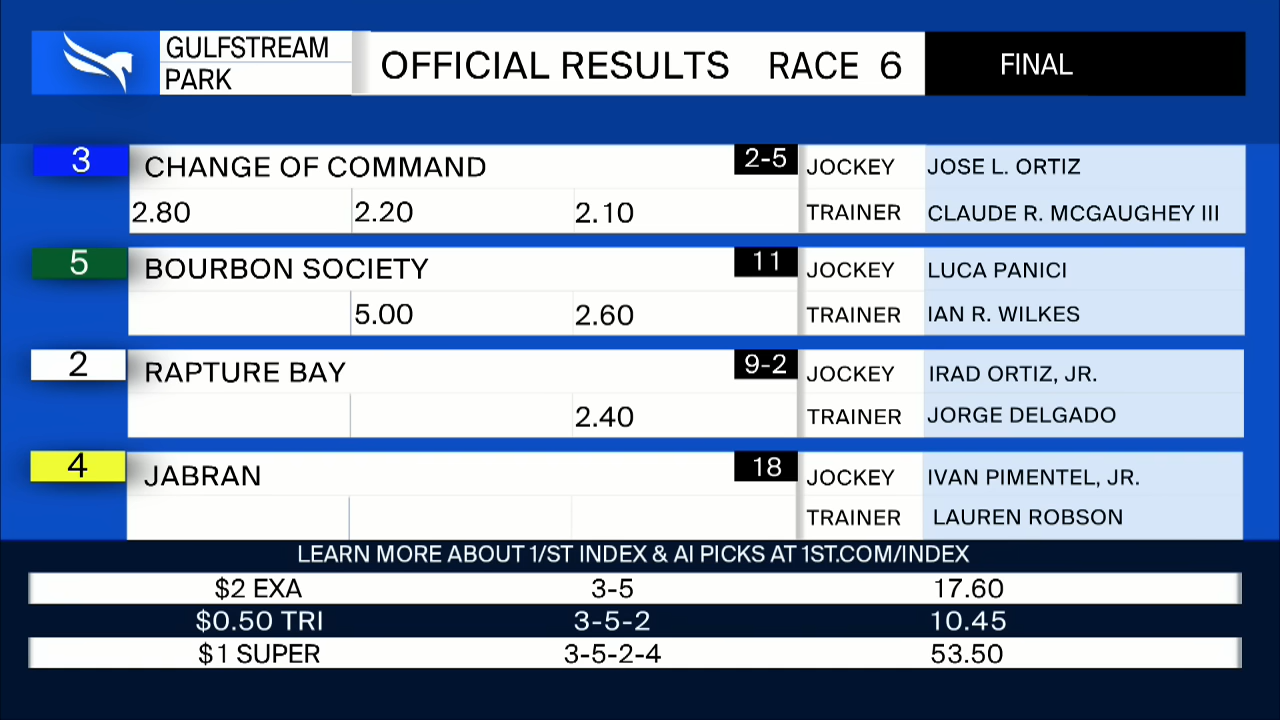 GULFSTREAM
PARK
OFFICIAL RESULTS RACE 6
FINAL
3 CHANGE OF COMMAND 2-5 JOCKEY JOSE L. ORTIZ
2.80 2.20 2.10 TRAINER CLAUDE R. MCGAUGHEY III
5 BOURBON SOCIETY 11 JOCKEY LUCA PANICI
5.00 2.60 TRAINER IAN R. WILKES
2 RAPTURE BAY 9-2 JOCKEY IRAD ORTIZ, JR.
2.40 TRAINER JORGE DELGADO
4 JABRAN 18 JOCKEY IVAN PIMENTEL, JR.
TRAINER LAUREN ROBSON
LEARN MORE ABOUT 1/ST INDEX & AI PICKS AT 1ST.COM/INDEX
$2 EXA 3-5 17.60
$0.50 TRI 3-5-2 10.45
$1 SUPER 3-5-2-4 53.50